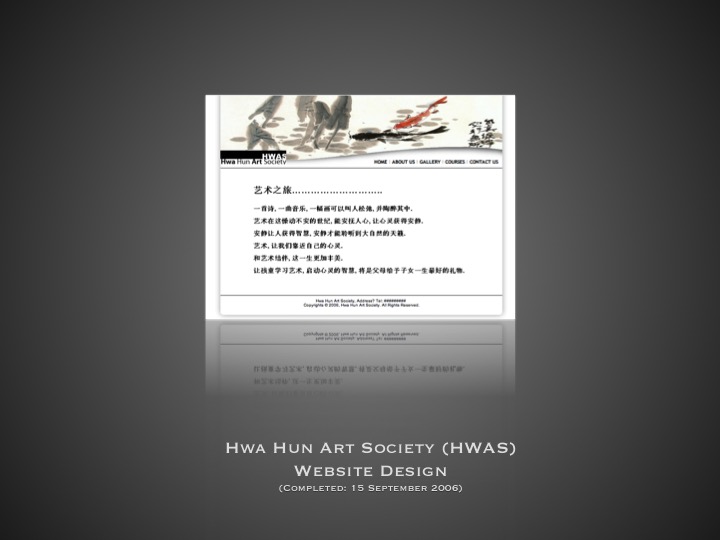 HWAS
Hwa Hun Art Society
HOME | ABOUT US | GALLERY | COURSES | CONTACT US
艺术之旅...........................
一首诗, 一曲音乐, 一幅画可以叫人松弛, 并陶醉其中.
艺术在这悸动不安的世纪, 能安抚人心, 让心灵获得安静.
安静让人获得智慧, 安静才能聆听到大自然的天籁.
艺术, 让我们靠近自己的心灵.
和艺术结伴, 这一生更加丰美.
让孩童学习艺术, 启动心灵的智慧, 将是父母给予子女一生最好的礼物.
Hwa Hun Art Society, Address? Tel: #########
Copyrights © 2006, Hwa Hun Art Society. All Rights Reserved.
Hwa Hun Art Society (HWAS)
Website Design
(Completed: 15 September 2006)